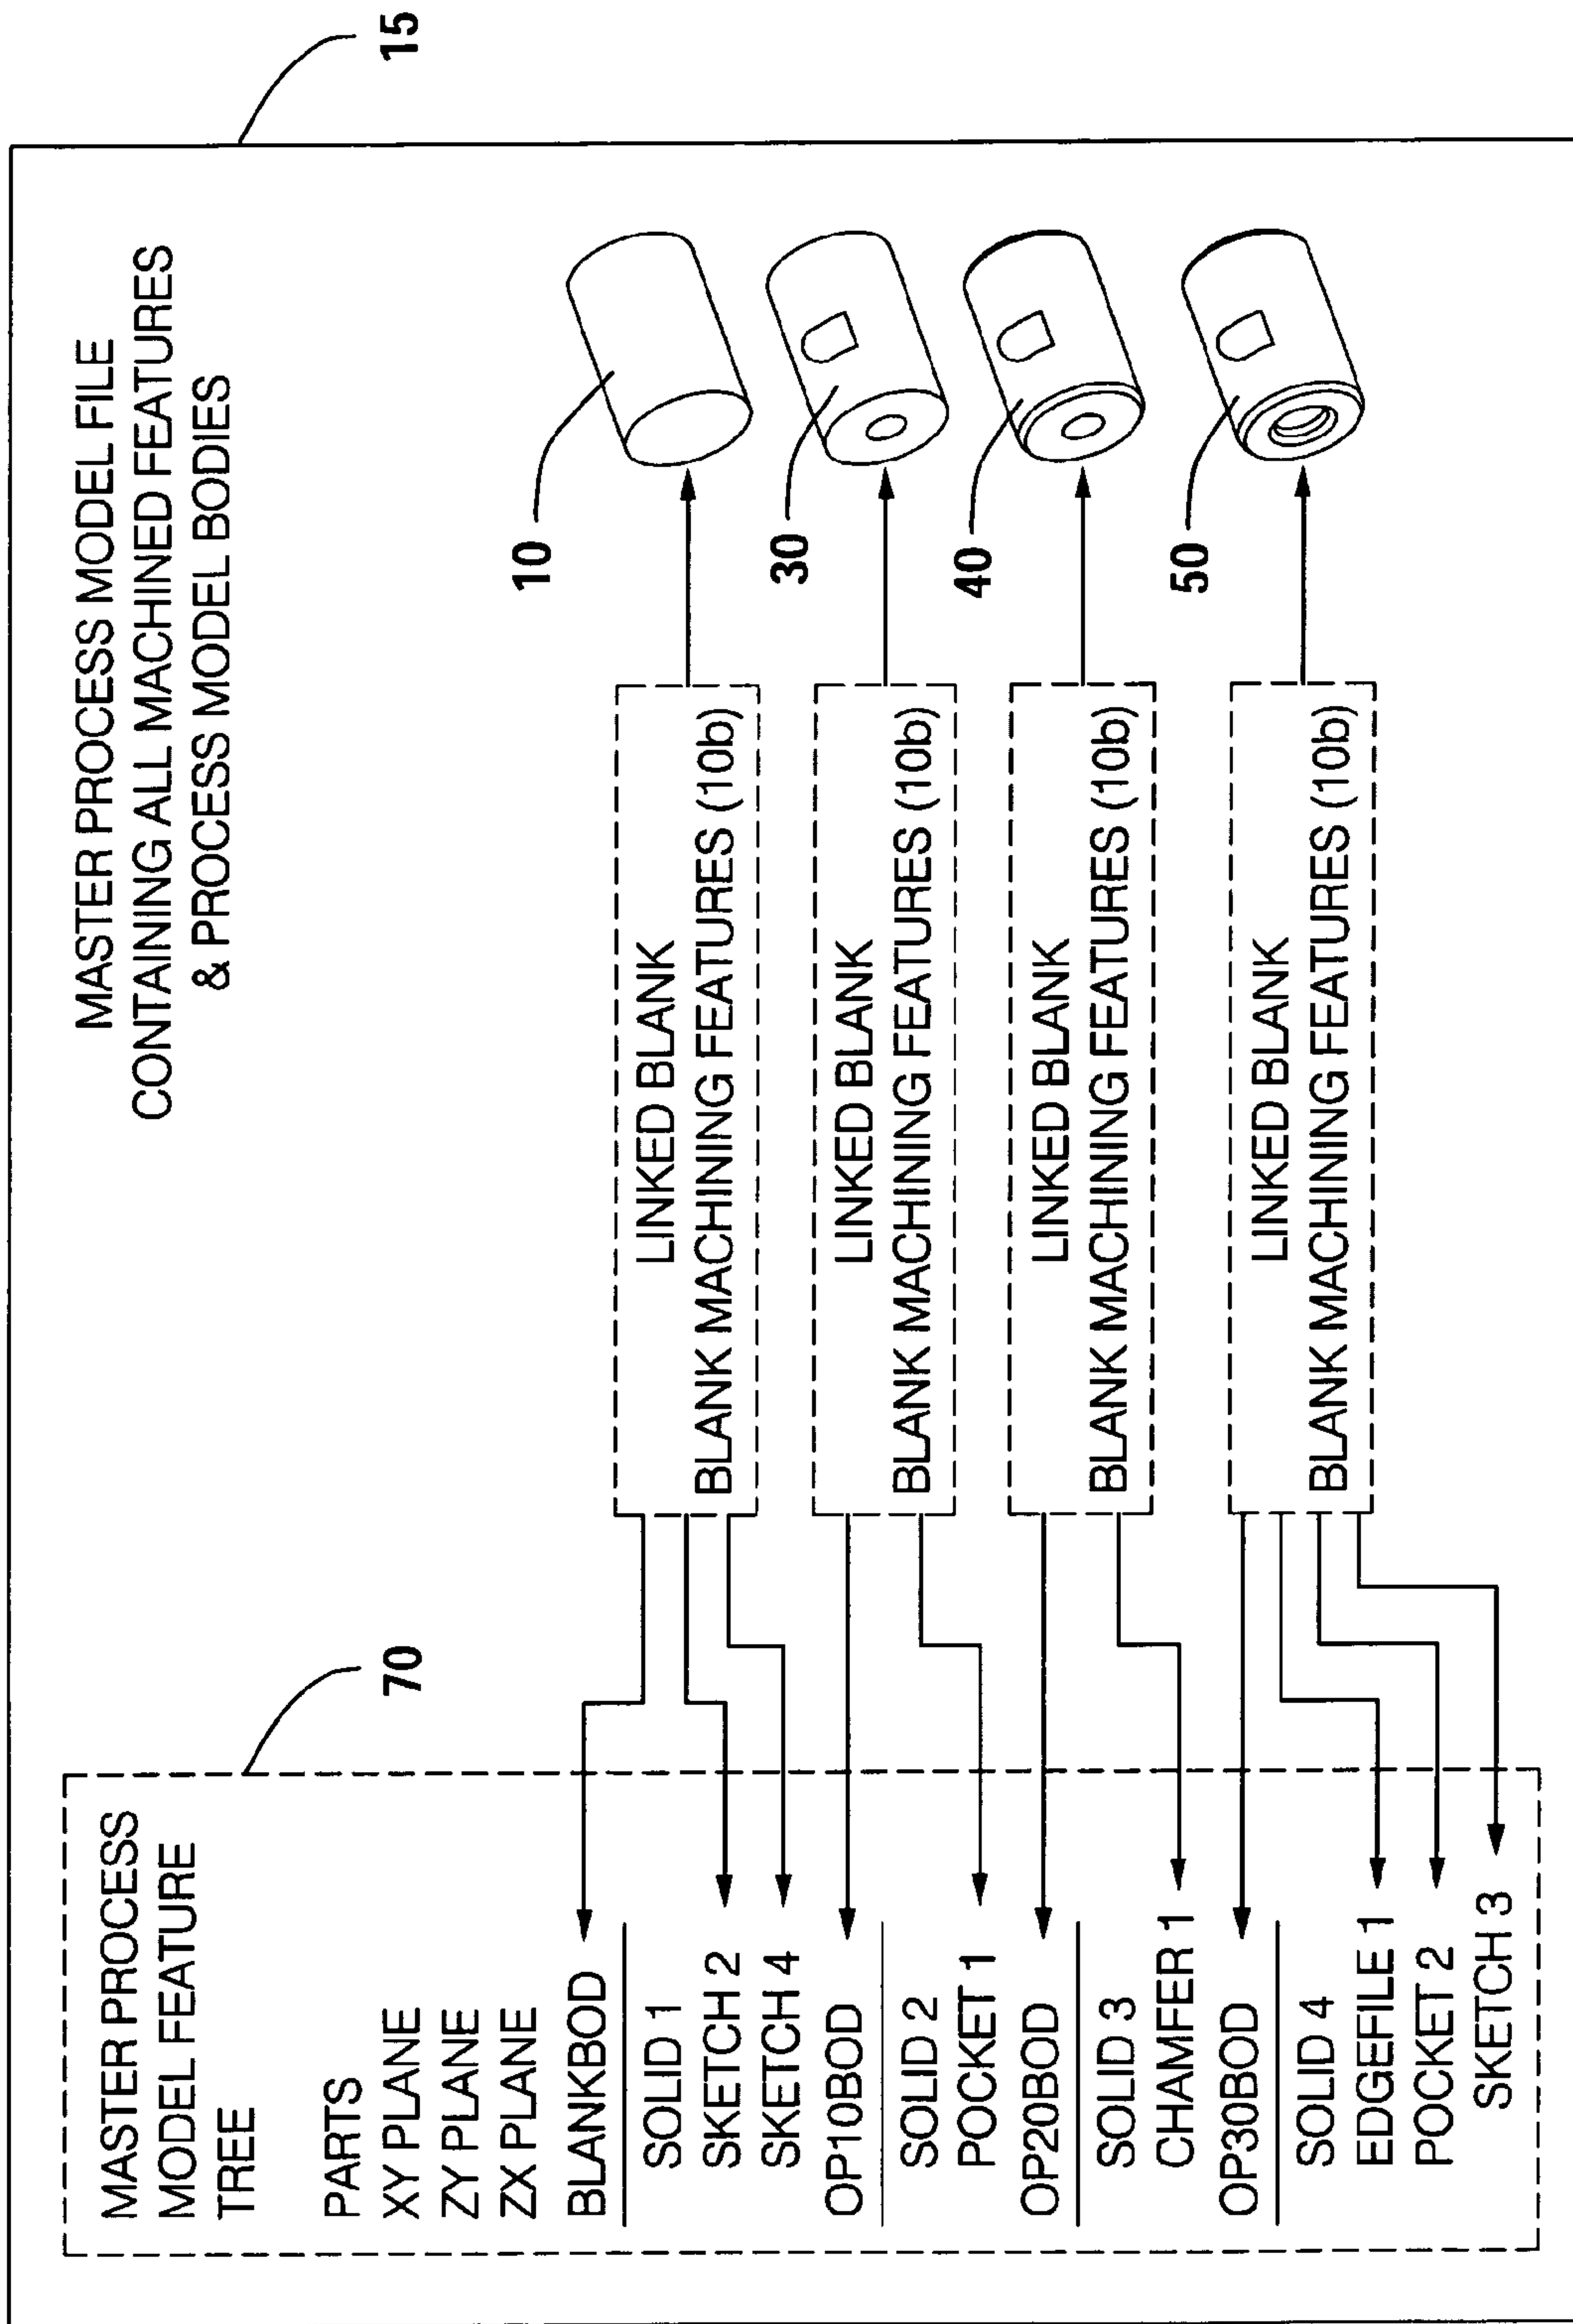 15
MASTER PROCESS MODEL FILE
CONTAINING ALL MACHINED FEATURES
& PROCESS MODEL BODIES
70
MASTER PROCESS
MODEL FEATURE
TREE
PARTS
XY PLANE
ZY PLANE
ZX PLANE
BLANKBOD
SOLID 1
SKETCH 2
SKETCH 4
OP10BOD
SOLID 2
POCKET 1
OP20BOD
SOLID 3
CHAMFER 1
OP30BOD
SOLID 4
EDGEFILE 1
POCKET 2
SKETCH 3
LINKED BLANK
BLANK MACHINING FEATURES (10b)
LINKED BLANK
BLANK MACHINING FEATURES (10b)
LINKED BLANK
BLANK MACHINING FEATURES (10b)
LINKED BLANK
BLANK MACHINING FEATURES (10b)
10
30
40
50